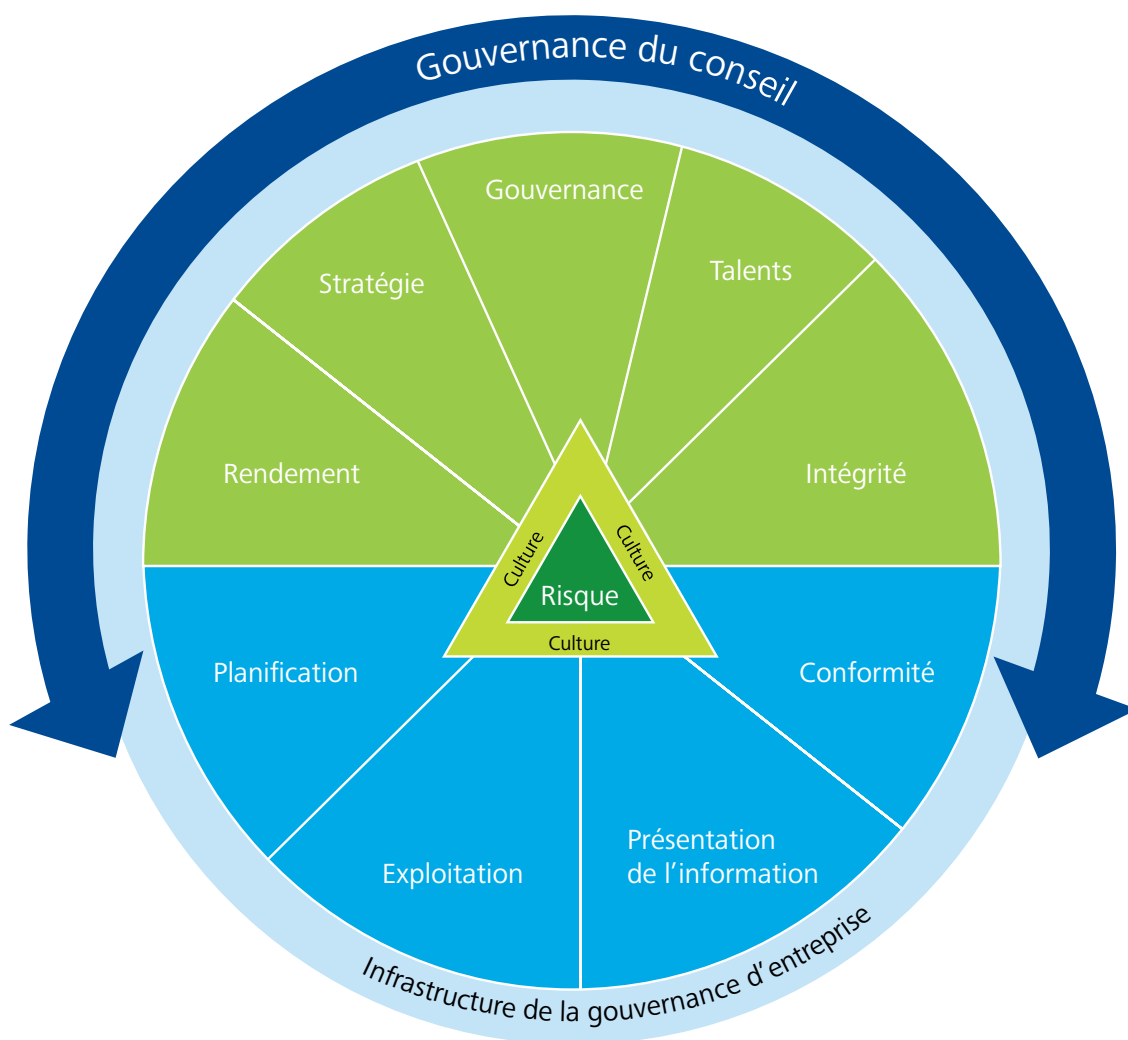 Gouvernance du conseil
Gouvernance
Stratégie
Talents
Rendement
Intégrité
Culture
Culture
Risque
Culture
Planification
Conformité
Exploitation
Présentation
de l’information
Infrastructure de la gouvernance d’entreprise